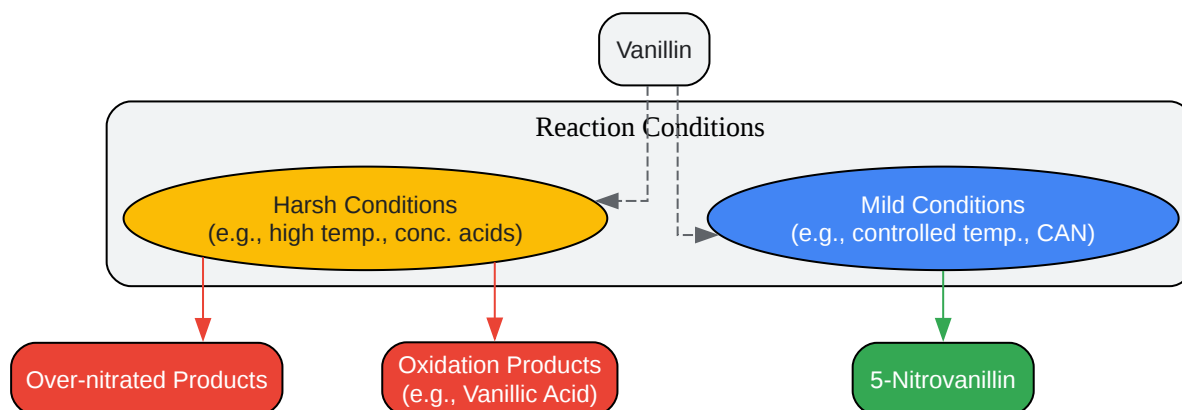 Vanillin
Reaction Conditions
Harsh Conditions
(e.g., high temp., conc. acids)
Mild Conditions
(e.g., controlled temp., CAN)
Over-nitrated Products
Oxidation Products
(e.g., Vanillic Acid)
5-Nitrovanillin